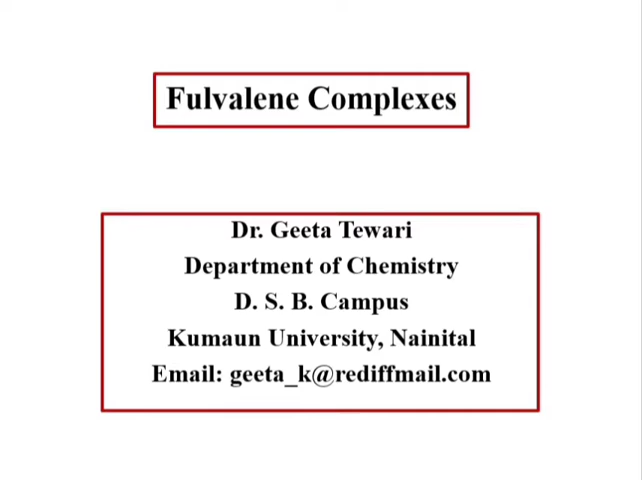 Fulvalene Complexes
Dr. Geeta Tewari
Department of Chemistry
D. S. B. Campus
Kumaun University, Nainital
Email: geeta_k@rediffmail.com